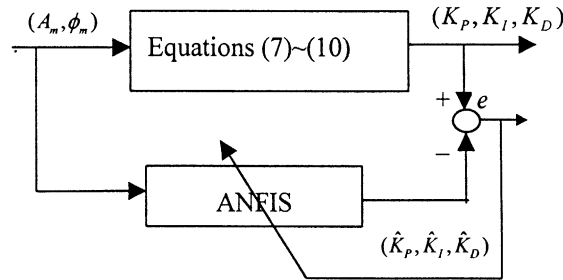 (A_m, ϕ_m)
(K_P, K_I, K_D)
Equations (7)~(10)
+
e
−
ANFIS
(K̂_P, K̂_I, K̂_D)